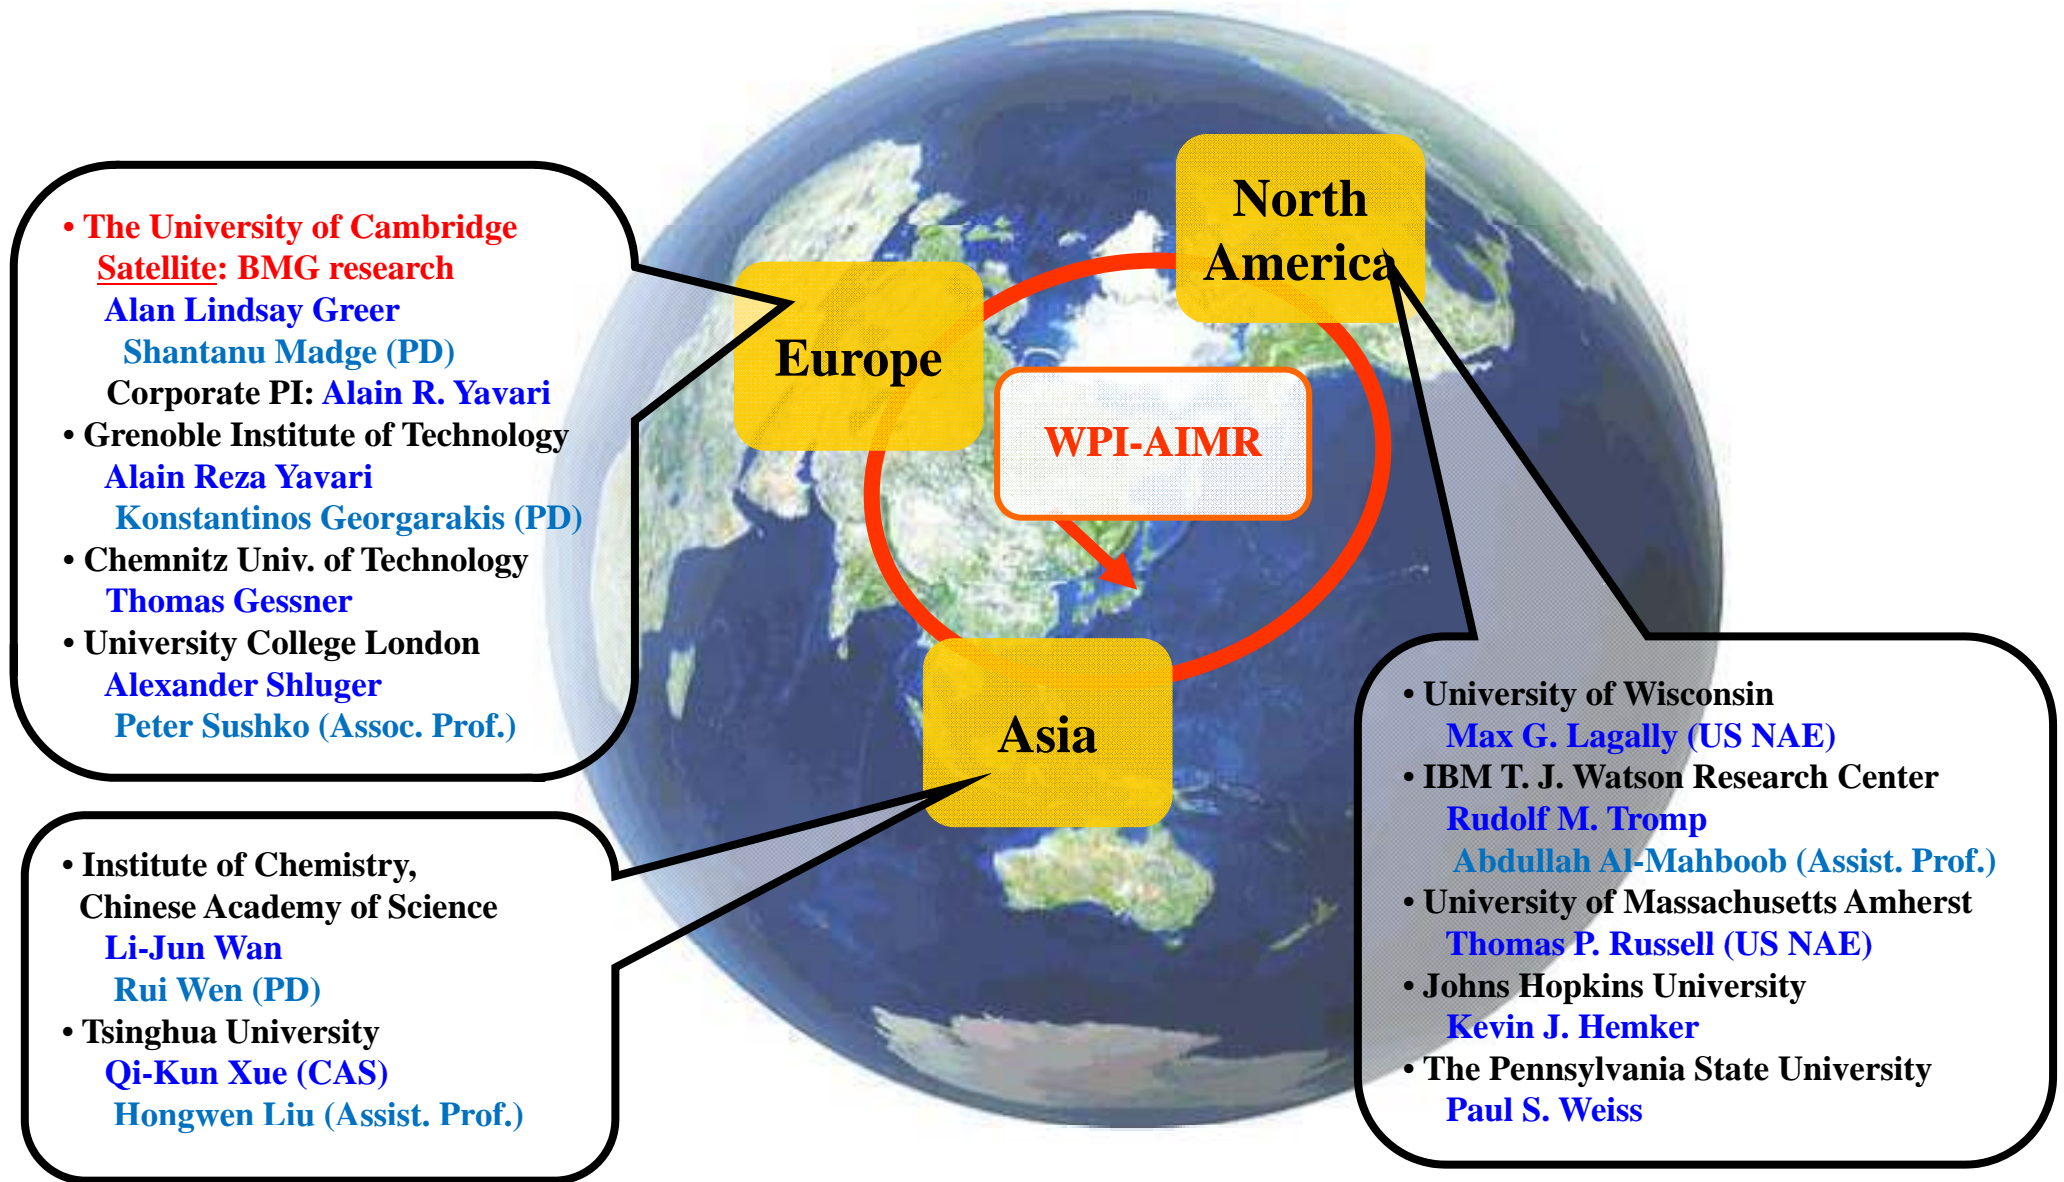 North
America
Europe
WPI-AIMR
Asia
• The University of Cambridge
Satellite: BMG research
Alan Lindsay Greer
Shantanu Madge (PD)
Corporate PI: Alain R. Yavari
• Grenoble Institute of Technology
Alain Reza Yavari
Konstantinos Georgarakis (PD)
• Chemnitz Univ. of Technology
Thomas Gessner
• University College London
Alexander Shluger
Peter Sushko (Assoc. Prof.)
• Institute of Chemistry,
Chinese Academy of Science
Li-Jun Wan
Rui Wen (PD)
• Tsinghua University
Qi-Kun Xue (CAS)
Hongwen Liu (Assist. Prof.)
• University of Wisconsin
Max G. Lagally (US NAE)
• IBM T. J. Watson Research Center
Rudolf M. Tromp
Abdullah Al-Mahboob (Assist. Prof.)
• University of Massachusetts Amherst
Thomas P. Russell (US NAE)
• Johns Hopkins University
Kevin J. Hemker
• The Pennsylvania State University
Paul S. Weiss